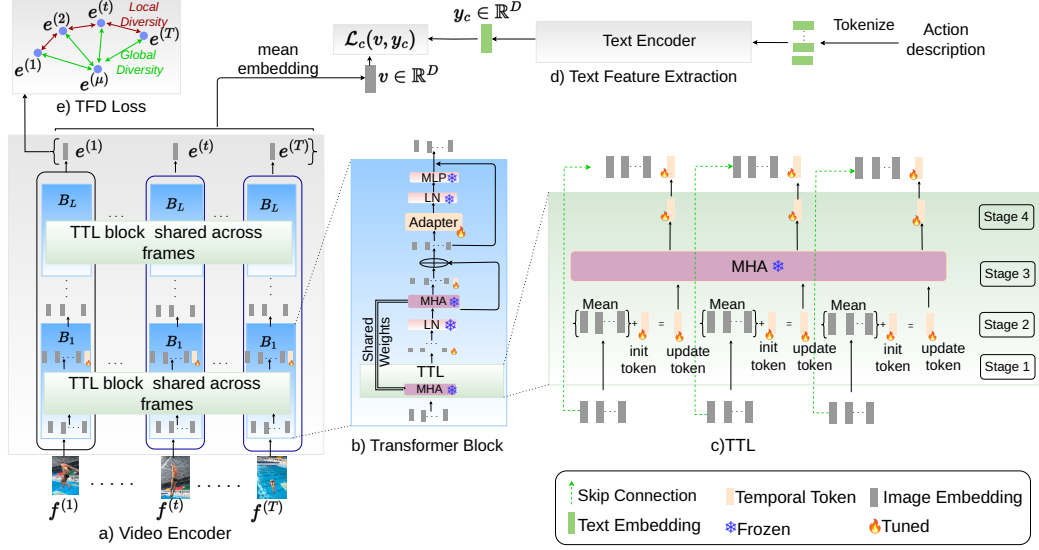 e^{(1)}
e^{(2)}
e^{(t)}
e^{(T)}
e^{(μ)}
Local
Diversity
Global
Diversity
e) TFD Loss
mean
embedding
𝓛_c(v, y_c)
v ∈ ℝ^D
y_c ∈ ℝ^D
Text Encoder
d) Text Feature Extraction
Tokenize
Action
description
e^{(1)}
e^{(t)}
e^{(T)}
B_L
B_L
B_L
TTL block shared across
frames
B_1
B_1
B_1
TTL block shared across
frames
f^{(1)}
f^{(t)}
f^{(T)}
a) Video Encoder
MLP
LN
Adapter
MHA
LN
Shared
Weights
TTL
MHA
b) Transformer Block
MHA
Mean
+
=
init
token
update
token
Mean
+
=
init
token
update
token
Mean
+
=
init
token
update
token
Stage 4
Stage 3
Stage 2
Stage 1
c)TTL
Skip Connection
Temporal Token
Image Embedding
Text Embedding
Frozen
Tuned